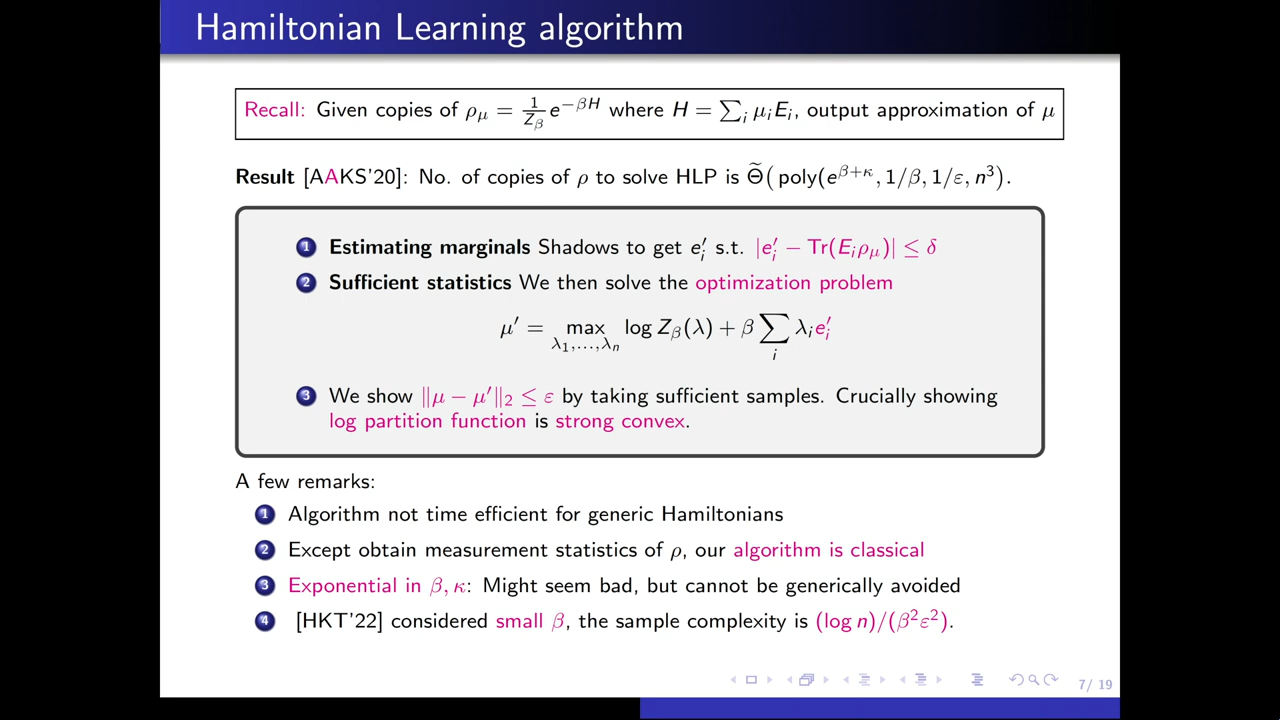 Hamiltonian Learning algorithm
Recall: Given copies of ρ_μ = 1/Z_β e^{−βH} where H = ∑_i μ_i E_i, output approximation of μ
Result [AAKS'20]: No. of copies of ρ to solve HLP is Θ̃(poly(e^{β+κ}, 1/β, 1/ε, n^3).
1 Estimating marginals Shadows to get e′_i s.t. |e′_i − Tr(E_i ρ_μ)| ≤ δ
2 Sufficient statistics We then solve the optimization problem
μ′ = max_{λ_1,...,λ_n} log Z_β(λ) + β ∑_i λ_i e′_i
3 We show ‖μ − μ′‖_2 ≤ ε by taking sufficient samples. Crucially showing
log partition function is strong convex.
A few remarks:
1 Algorithm not time efficient for generic Hamiltonians
2 Except obtain measurement statistics of ρ, our algorithm is classical
3 Exponential in β, κ: Might seem bad, but cannot be generically avoided
4 [HKT'22] considered small β, the sample complexity is (log n)/(β^2 ε^2).
7/ 19